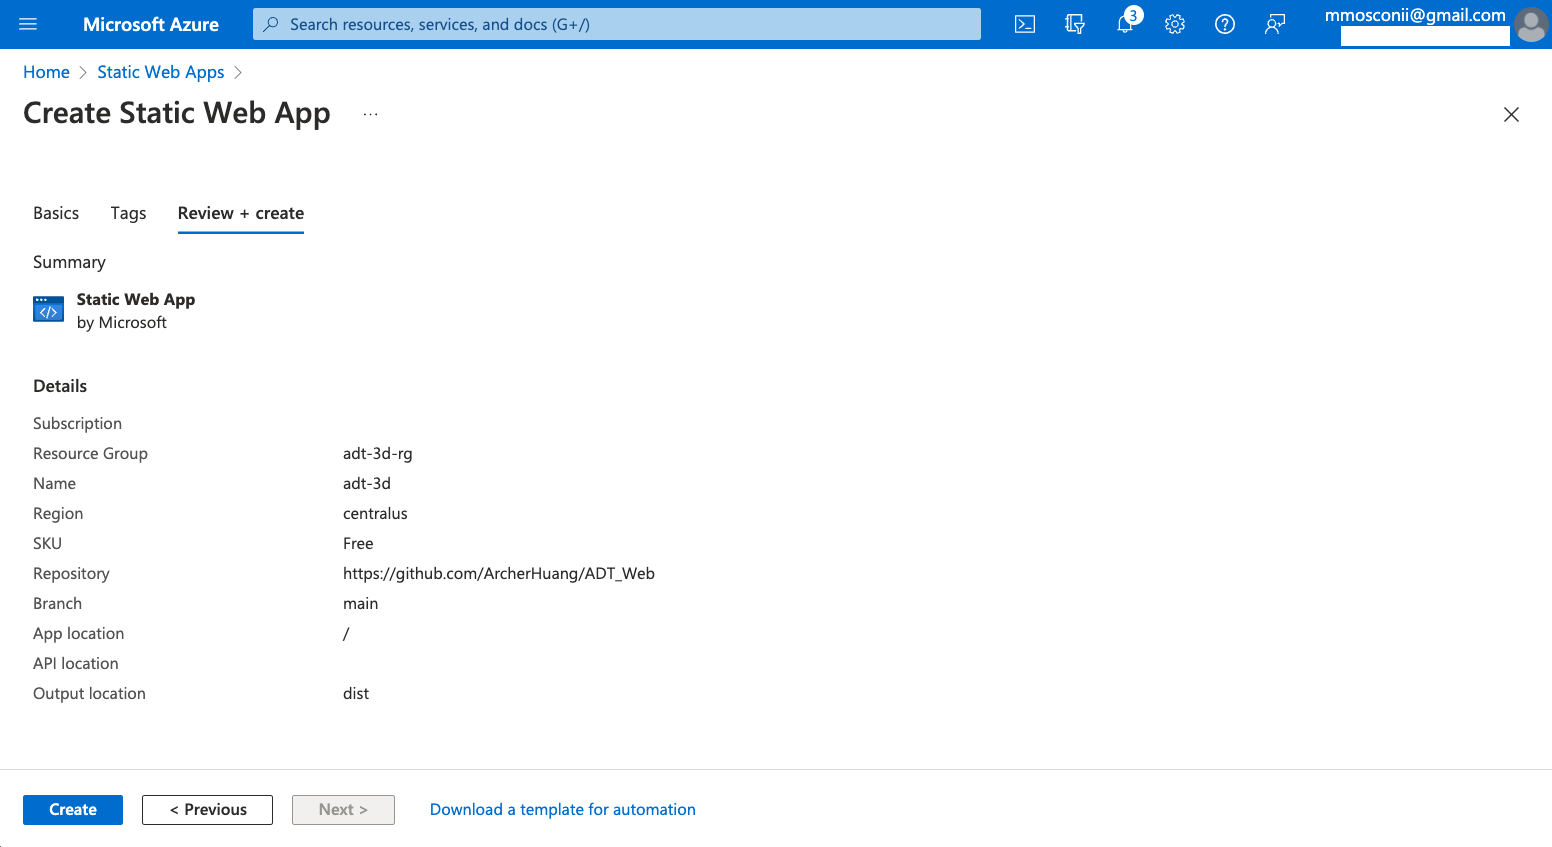 Microsoft Azure
Search resources, services, and docs (G+/)
3
mmosconii@gmail.com
Home > Static Web Apps >
Create Static Web App ...
Basics Tags Review + create
Summary
</>
Static Web App
by Microsoft
Details
Subscription
Resource Group adt-3d-rg
Name adt-3d
Region centralus
SKU Free
Repository https://github.com/ArcherHuang/ADT_Web
Branch main
App location /
API location
Output location dist
Create < Previous Next > Download a template for automation